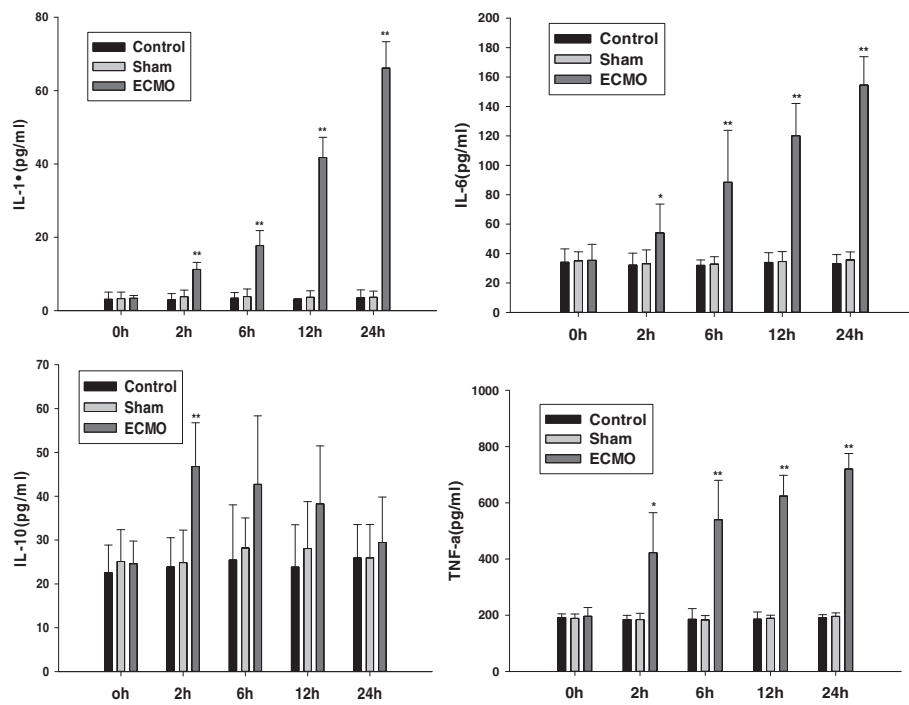 80
60
40
20
0
IL-1•(pg/ml)
Control
Sham
ECMO
**
**
**
**
0h 2h 6h 12h 24h
200
180
160
140
120
100
80
60
40
20
0
IL-6(pg/ml)
Control
Sham
ECMO
*
**
**
**
0h 2h 6h 12h 24h
70
60
50
40
30
20
10
0
IL-10(pg/ml)
Control
Sham
ECMO
**
oh 2h 6h 12h 24h
1000
800
600
400
200
0
TNF-a(pg/ml)
Control
Sham
ECMO
*
**
**
**
0h 2h 6h 12h 24h